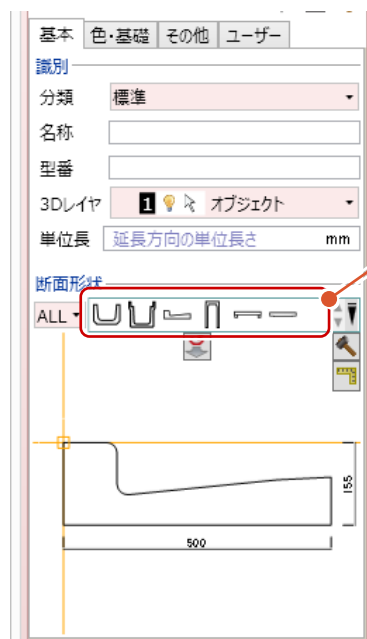 基本 色・基礎 その他 ユーザー
識別
分類 標準
名称
型番
3Dレイヤ 1 オブジェクト
単位長 延長方向の単位長さ mm
断面形状
ALL
155
500